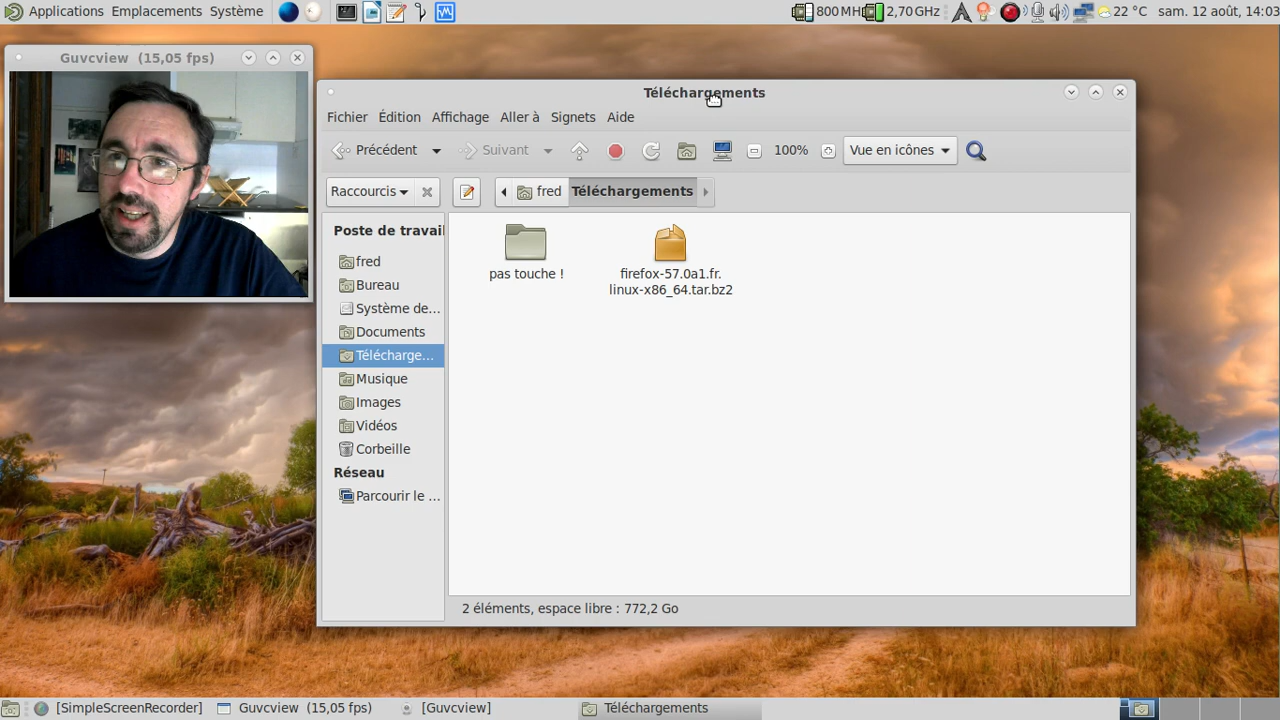 Applications Emplacements Système
800 MH 2,70 GHz 22 °C sam. 12 août, 14:03
Guvcview (15,05 fps)
Téléchargements
Fichier Édition Affichage Aller à Signets Aide
Précédent Suivant 100% Vue en icônes
Raccourcis fred Téléchargements
Poste de travai
fred
Bureau
Système de...
Documents
Télécharge...
Musique
Images
Vidéos
Corbeille
Réseau
Parcourir le ...
pas touche !
firefox-57.0a1.fr.
linux-x86_64.tar.bz2
2 éléments, espace libre : 772,2 Go
[SimpleScreenRecorder] Guvcview (15,05 fps) [Guvcview] Téléchargements